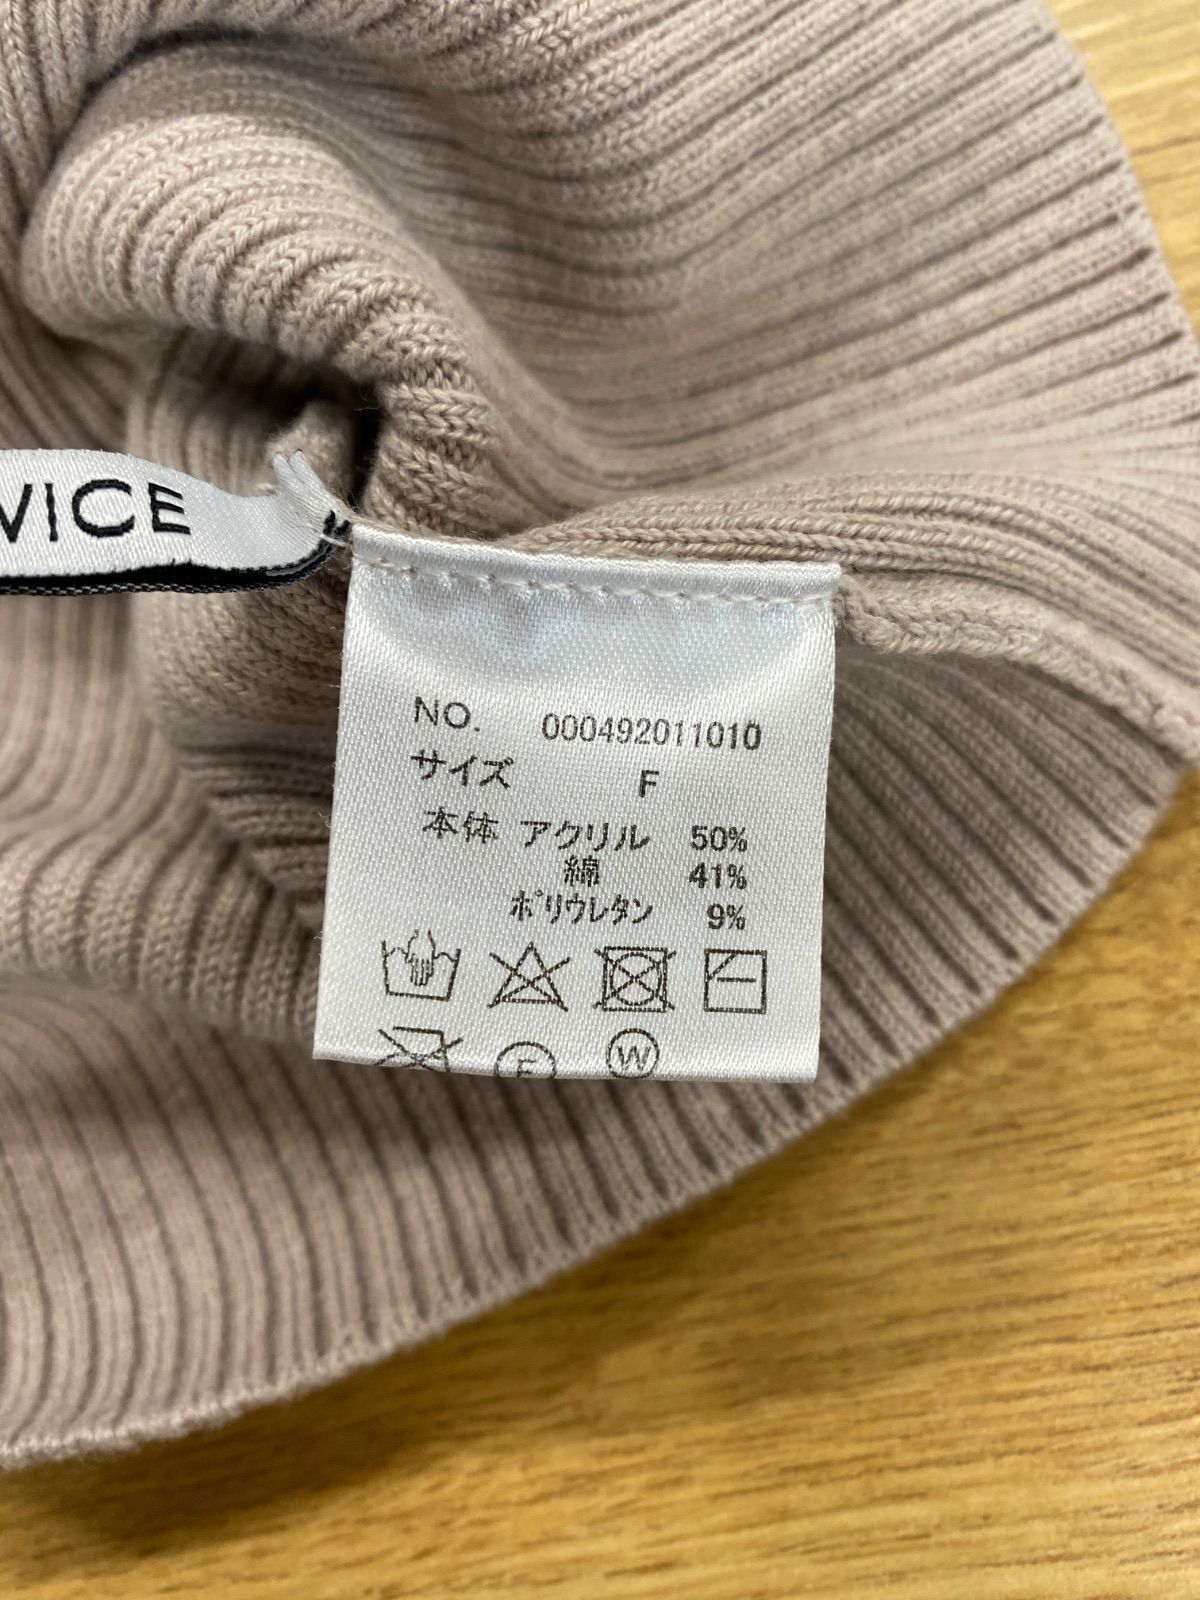 VICE
NO. 000492011010
サイズ F
本体 アクリル 50%
綿 41%
ポリウレタン 9%
W